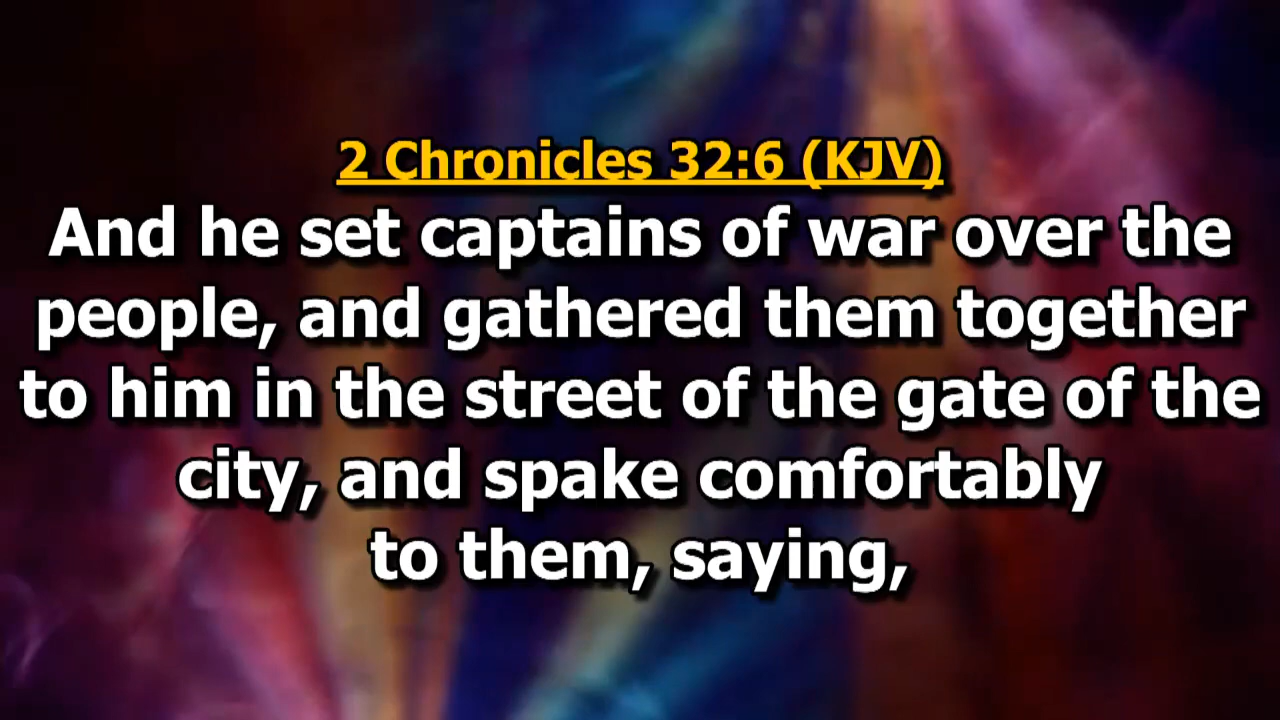 2 Chronicles 32:6 (KJV)
And he set captains of war over the
people, and gathered them together
to him in the street of the gate of the
city, and spake comfortably
to them, saying,